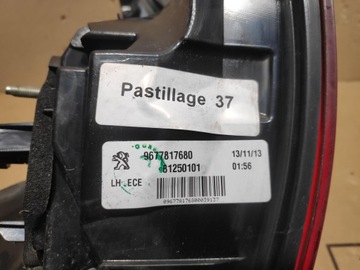 Pastillage 37
9677817680 13/11/13
81250101 01:56
LH .ECE